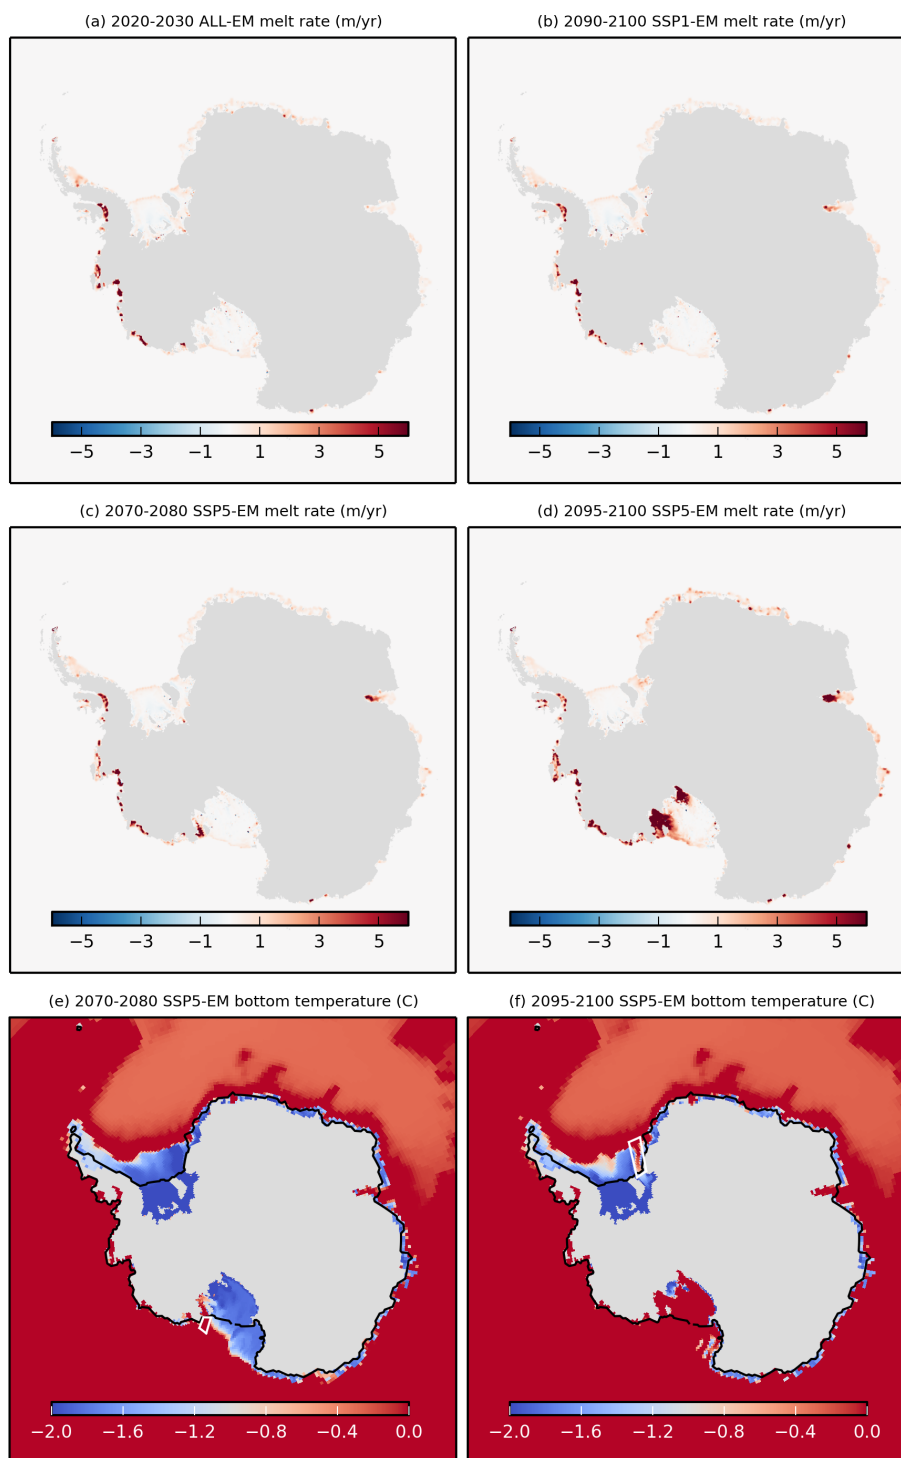 (a) 2020-2030 ALL-EM melt rate (m/yr)
(b) 2090-2100 SSP1-EM melt rate (m/yr)
−5 −3 −1 1 3 5
−5 −3 −1 1 3 5
(c) 2070-2080 SSP5-EM melt rate (m/yr)
(d) 2095-2100 SSP5-EM melt rate (m/yr)
−5 −3 −1 1 3 5
−5 −3 −1 1 3 5
(e) 2070-2080 SSP5-EM bottom temperature (C)
(f) 2095-2100 SSP5-EM bottom temperature (C)
−2.0 −1.6 −1.2 −0.8 −0.4 0.0
−2.0 −1.6 −1.2 −0.8 −0.4 0.0